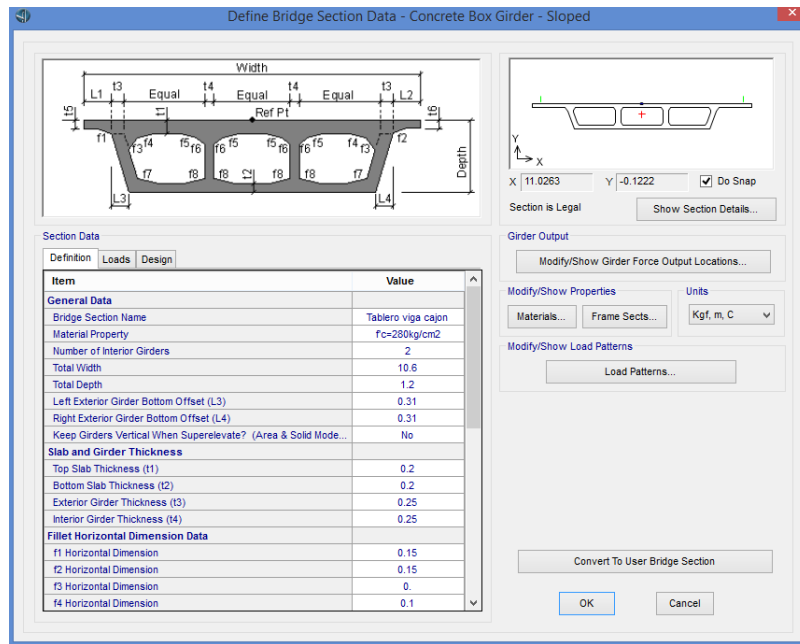 Define Bridge Section Data - Concrete Box Girder - Sloped
Width
L1 t3 Equal t4 Equal t4 Equal t3 L2
t5 t1 Ref Pt t6
f1 f3 f4 f5 f6 f6 f5 f5 f6 f6 f5 f4 f3 f2
Depth
f7 f8 f8 t2 f8 f8 f7
L3 L4
Y
X
X 11.0263 Y -0.1222 Do Snap
Section is Legal Show Section Details...
Section Data
Definition Loads Design
Item Value
General Data
Bridge Section Name Tablero viga cajon
Material Property f'c=280kg/cm2
Number of Interior Girders 2
Total Width 10.6
Total Depth 1.2
Left Exterior Girder Bottom Offset (L3) 0.31
Right Exterior Girder Bottom Offset (L4) 0.31
Keep Girders Vertical When Superelevate? (Area & Solid Mode... No
Slab and Girder Thickness
Top Slab Thickness (t1) 0.2
Bottom Slab Thickness (t2) 0.2
Exterior Girder Thickness (t3) 0.25
Interior Girder Thickness (t4) 0.25
Fillet Horizontal Dimension Data
f1 Horizontal Dimension 0.15
f2 Horizontal Dimension 0.15
f3 Horizontal Dimension 0.
f4 Horizontal Dimension 0.1
Girder Output
Modify/Show Girder Force Output Locations...
Modify/Show Properties
Materials... Frame Sects...
Units
Kgf, m, C
Modify/Show Load Patterns
Load Patterns...
Convert To User Bridge Section
OK Cancel